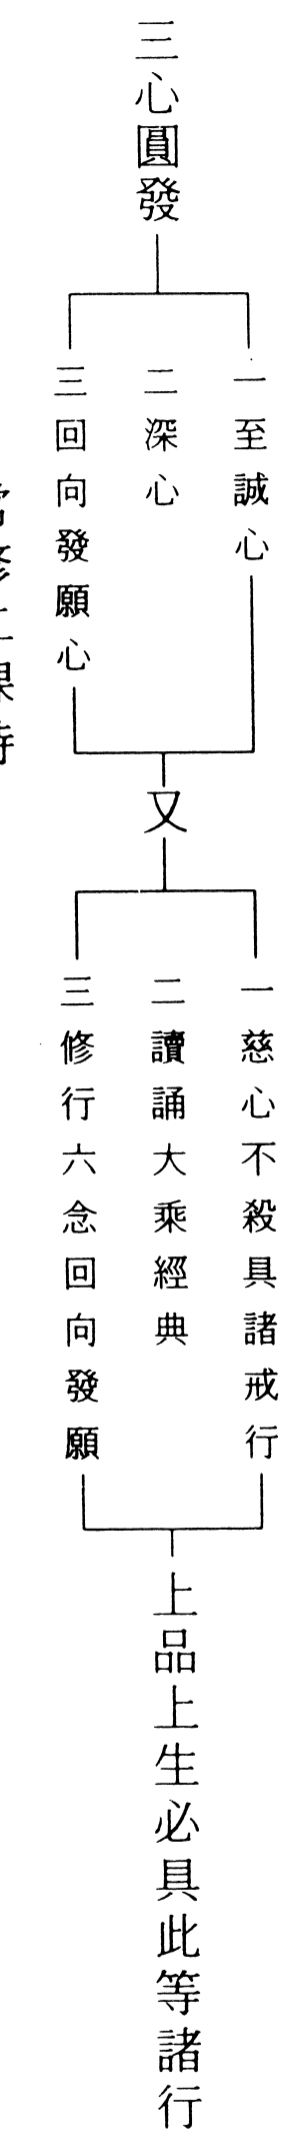 三心圓發
一至誠心
二深心
三回向發願心
又
一慈心不殺具諸戒行
二讀誦大乘經典
三修行六念回向發願
上品上生必具此等諸行